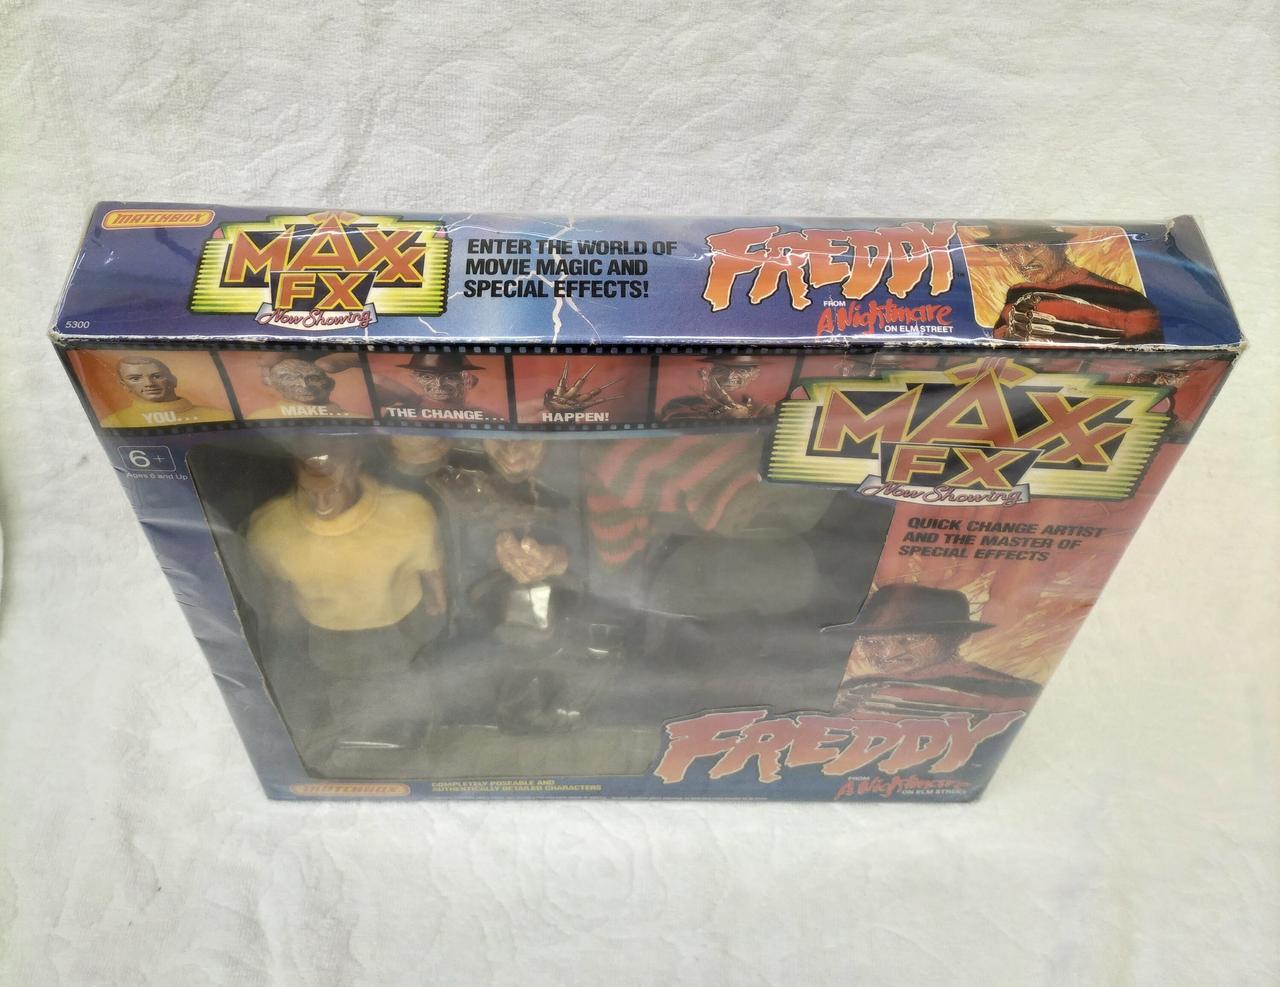 MATCHBOX
MAXX
FX
Now Showing
5300
ENTER THE WORLD OF
MOVIE MAGIC AND
SPECIAL EFFECTS!
FREDDY
FROM
A Nightmare
ON ELM STREET
YOU...
MAKE...
THE CHANGE...
HAPPEN!
6+
Ages 6 and Up
MAXX
FX
Now Showing
QUICK CHANGE ARTIST
AND THE MASTER OF
SPECIAL EFFECTS
FREDDY
FROM
A Nightmare
ON ELM STREET
MATCHBOX
COMPLETELY POSEABLE AND
AUTHENTICALLY DETAILED CHARACTERS